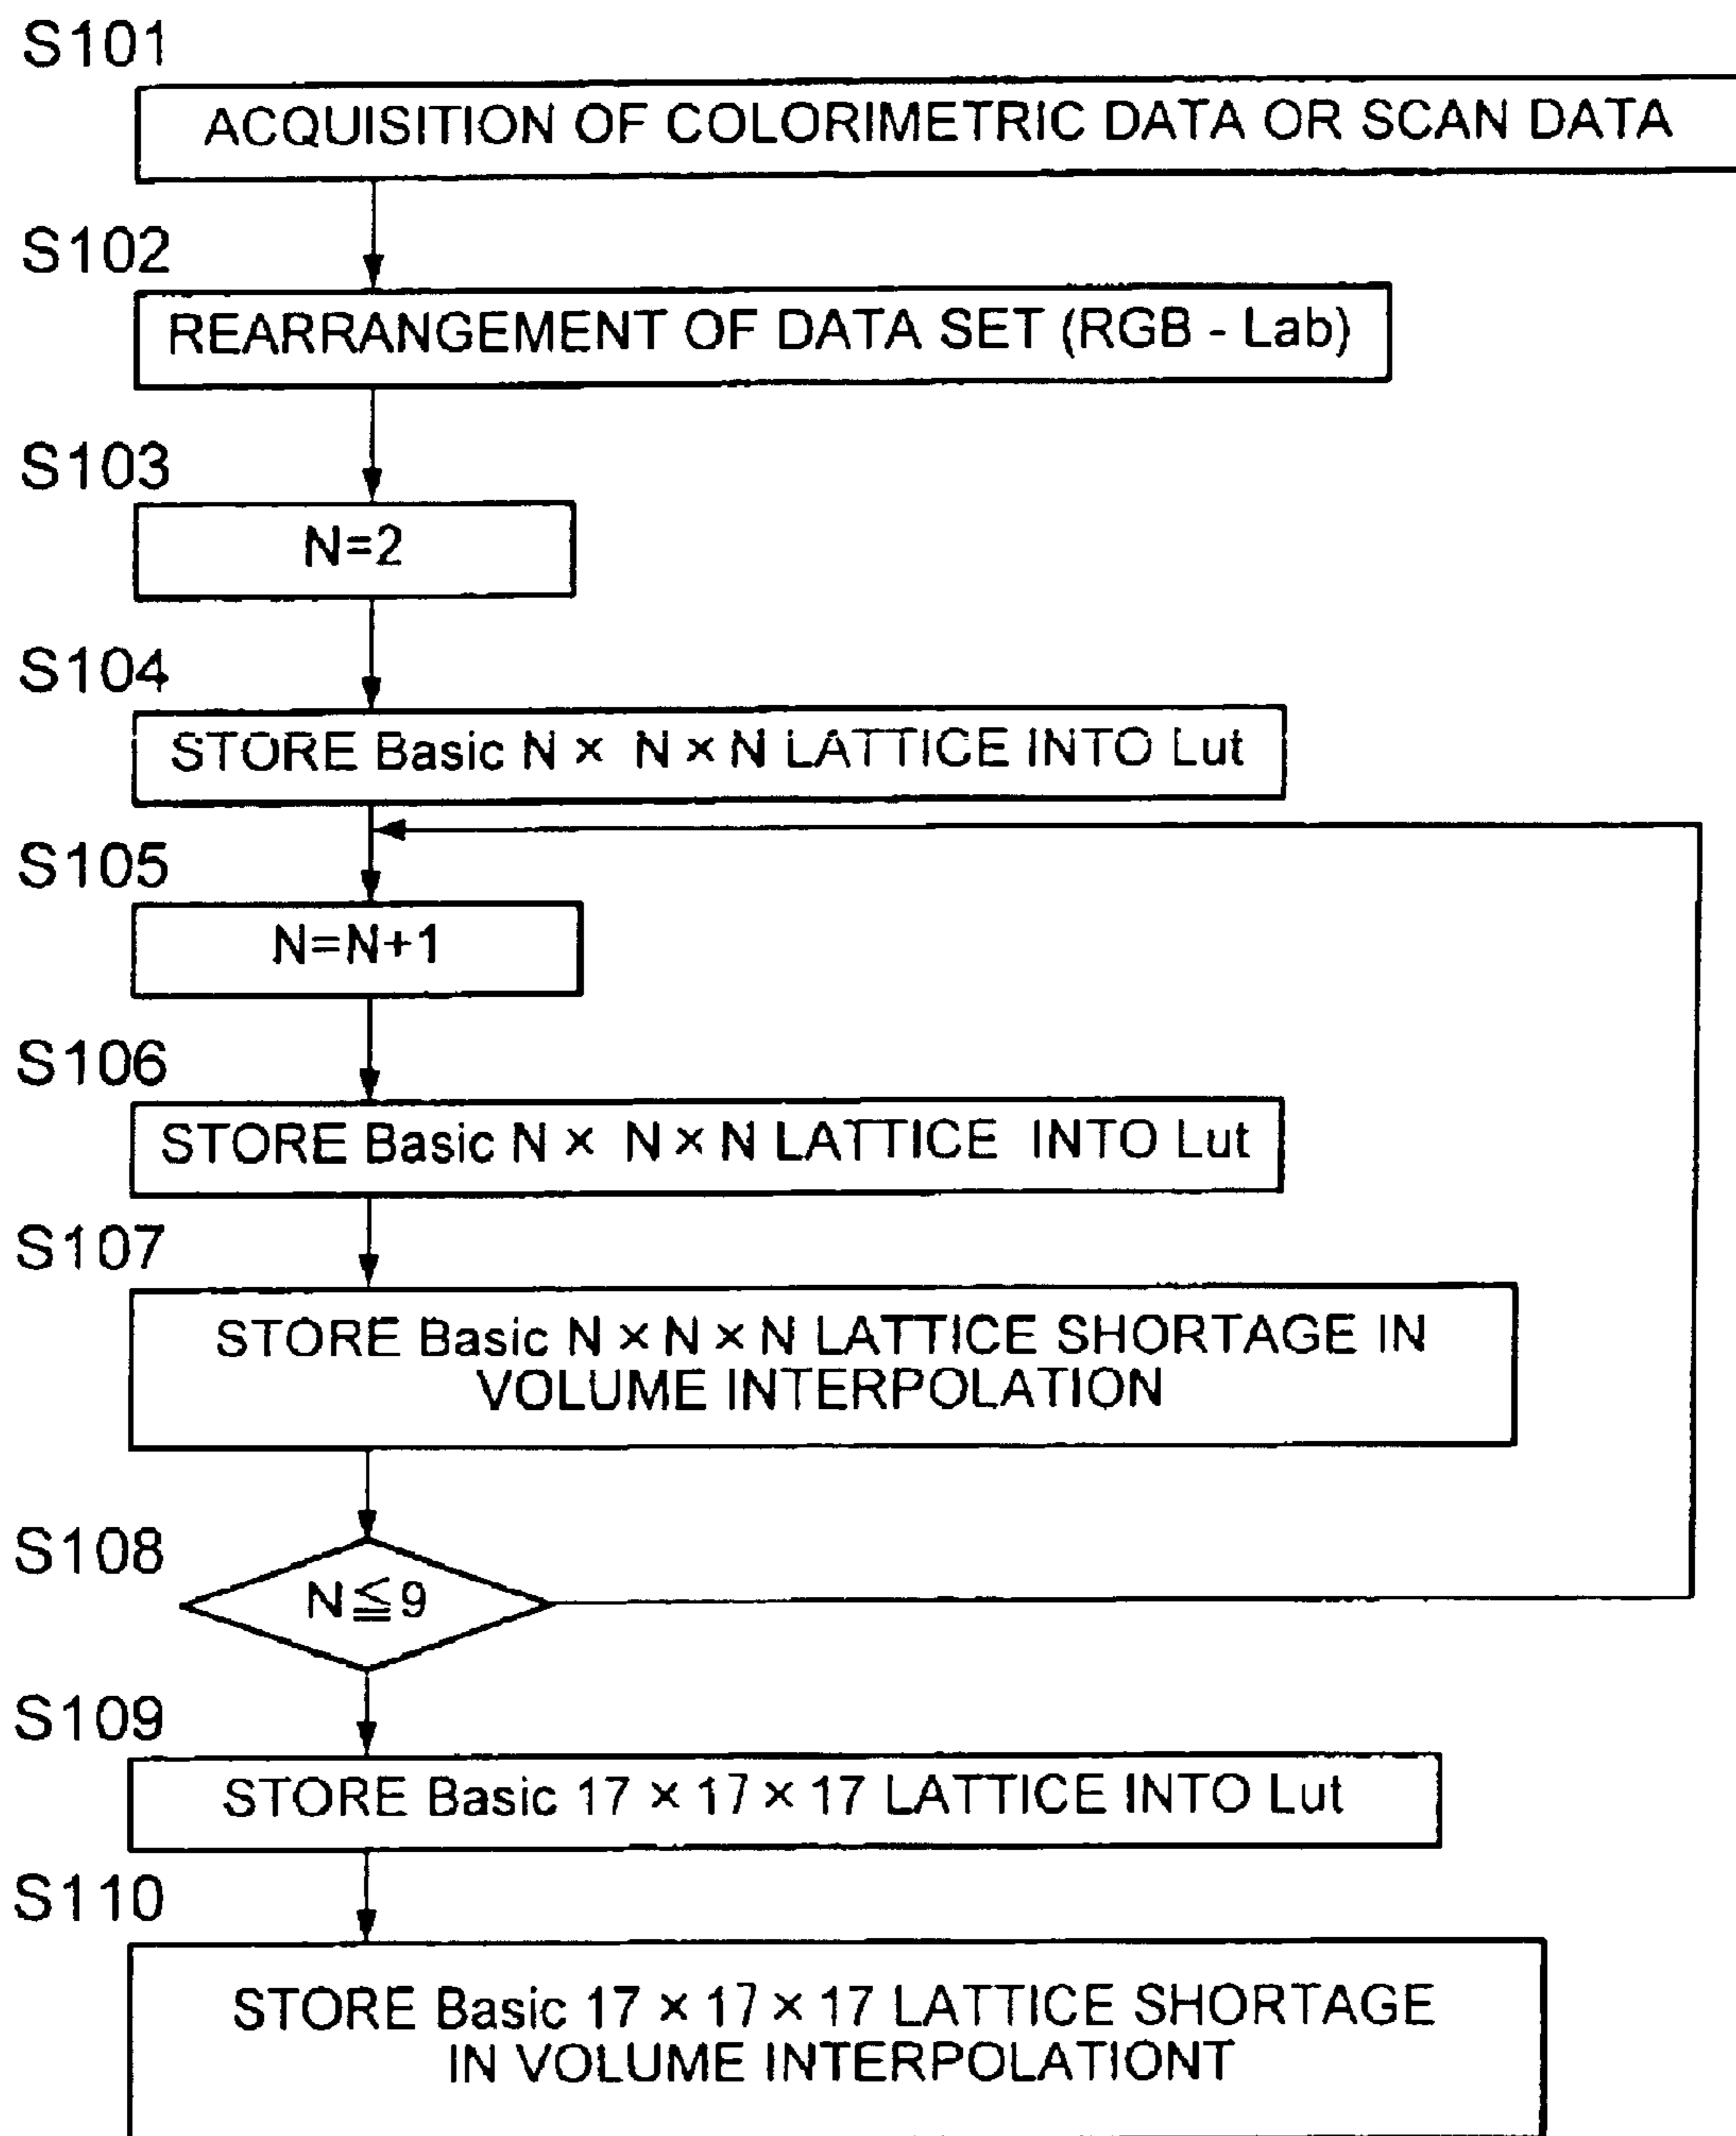 S101
ACQUISITION OF COLORIMETRIC DATA OR SCAN DATA
S102
REARRANGEMENT OF DATA SET (RGB - Lab)
S103
N=2
S104
STORE Basic N × N × N LATTICE INTO Lut
S105
N=N+1
S106
STORE Basic N × N × N LATTICE INTO Lut
S107
STORE Basic N × N × N LATTICE SHORTAGE IN
VOLUME INTERPOLATION
S108
N≦9
S109
STORE Basic 17 × 17 × 17 LATTICE INTO Lut
S110
STORE Basic 17 × 17 × 17 LATTICE SHORTAGE
IN VOLUME INTERPOLATIONT